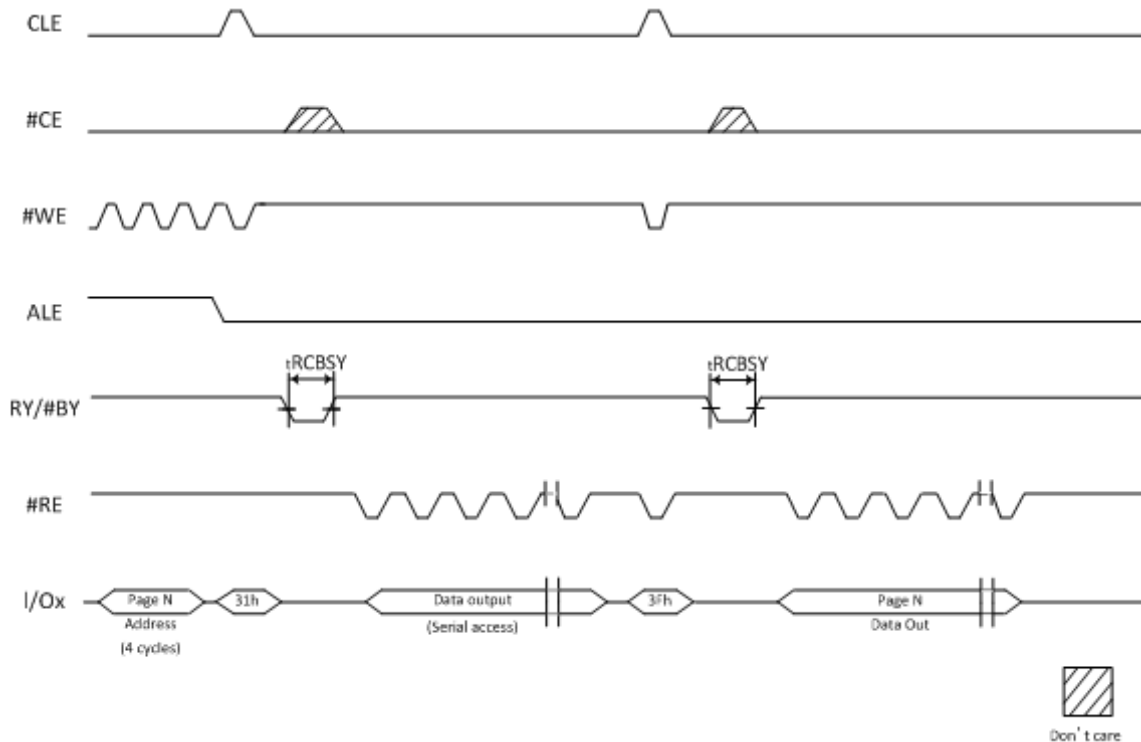 CLE
#CE
#WE
ALE
tRCBSY tRCBSY
RY/#BY
#RE
I/Ox Page N 31h Data output 3Fh Page N
Address (Serial access) Data Out
(4 cycles)
Don't care